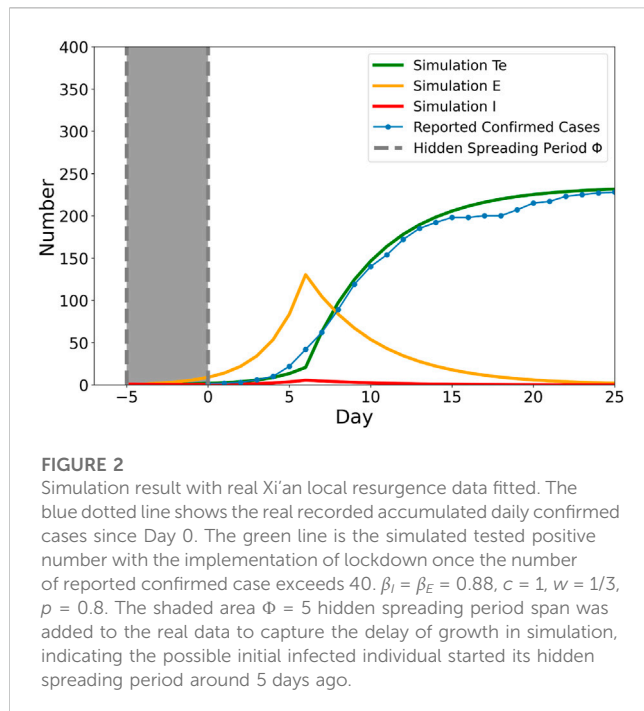 400
350
300
250
200
150
100
50
0
Number
Simulation Te
Simulation E
Simulation I
Reported Confirmed Cases
Hidden Spreading Period Φ
−5 0 5 10 15 20 25
Day
FIGURE 2
Simulation result with real Xi’an local resurgence data fitted. The
blue dotted line shows the real recorded accumulated daily confirmed
cases since Day 0. The green line is the simulated tested positive
number with the implementation of lockdown once the number
of reported confirmed case exceeds 40. βI = βE = 0.88, c = 1, w = 1/3,
p = 0.8. The shaded area Φ = 5 hidden spreading period span was
added to the real data to capture the delay of growth in simulation,
indicating the possible initial infected individual started its hidden
spreading period around 5 days ago.